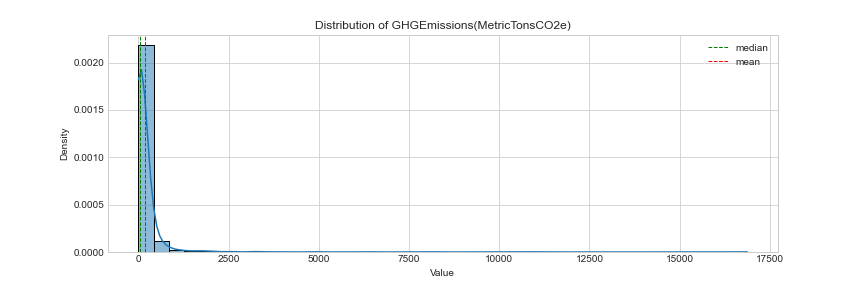 Distribution of GHGEmissions(MetricTonsCO2e)
median
mean
0.0020
0.0015
0.0010
0.0005
0.0000
Density
0 2500 5000 7500 10000 12500 15000 17500
Value